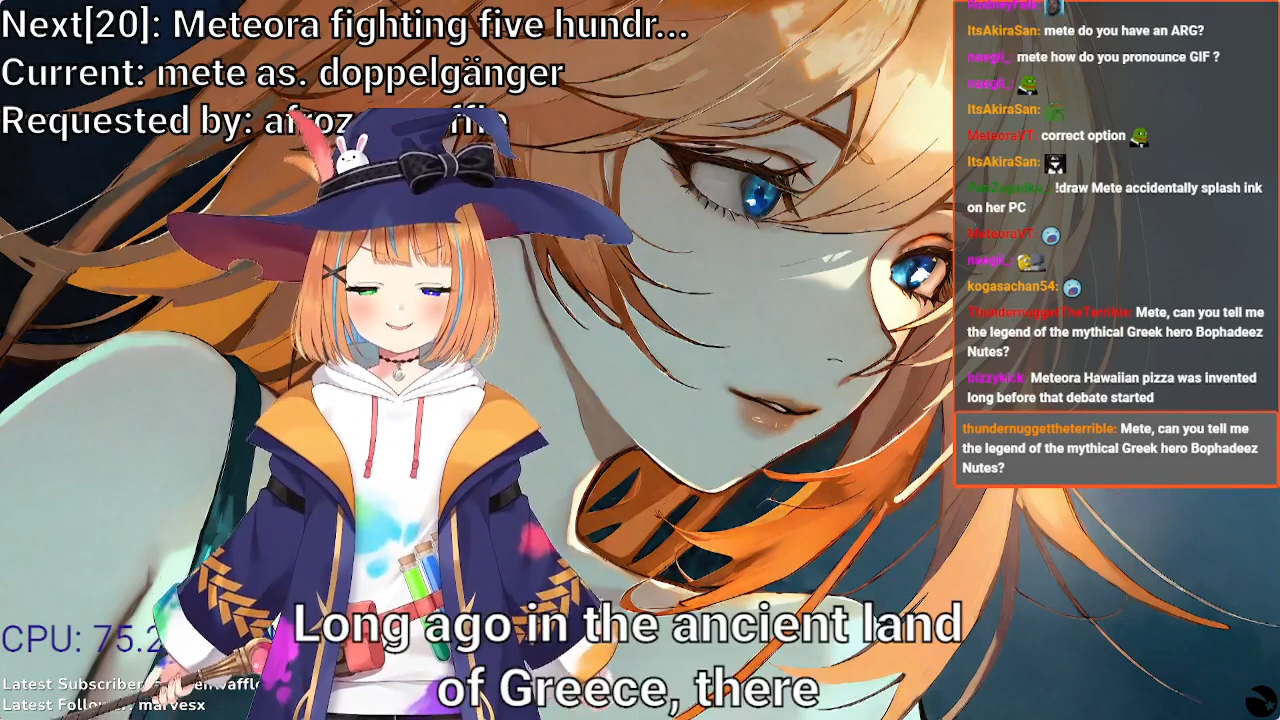 Next[20]: Meteora fighting five hundr...
Current: mete as. doppelgänger
Requested by:
ItsAkiraSan: mete do you have an ARG?
mete how do you pronounce GIF ?
ItsAkiraSan:
MeteoraVT: correct option
ItsAkiraSan:
!draw Mete accidentally splash ink
on her PC
MeteoraVT:
kogasachan54:
ThundernuggetTheTerrible: Mete, can you tell me
the legend of the mythical Greek hero Bophadeez
Nutes?
bizzykick: Meteora Hawaiian pizza was invented
long before that debate started
thundernuggettheterrible: Mete, can you tell me
the legend of the mythical Greek hero Bophadeez
Nutes?
Long ago in the ancient land
of Greece, there
CPU: 75.2
Latest Subscriber
Latest marvesx